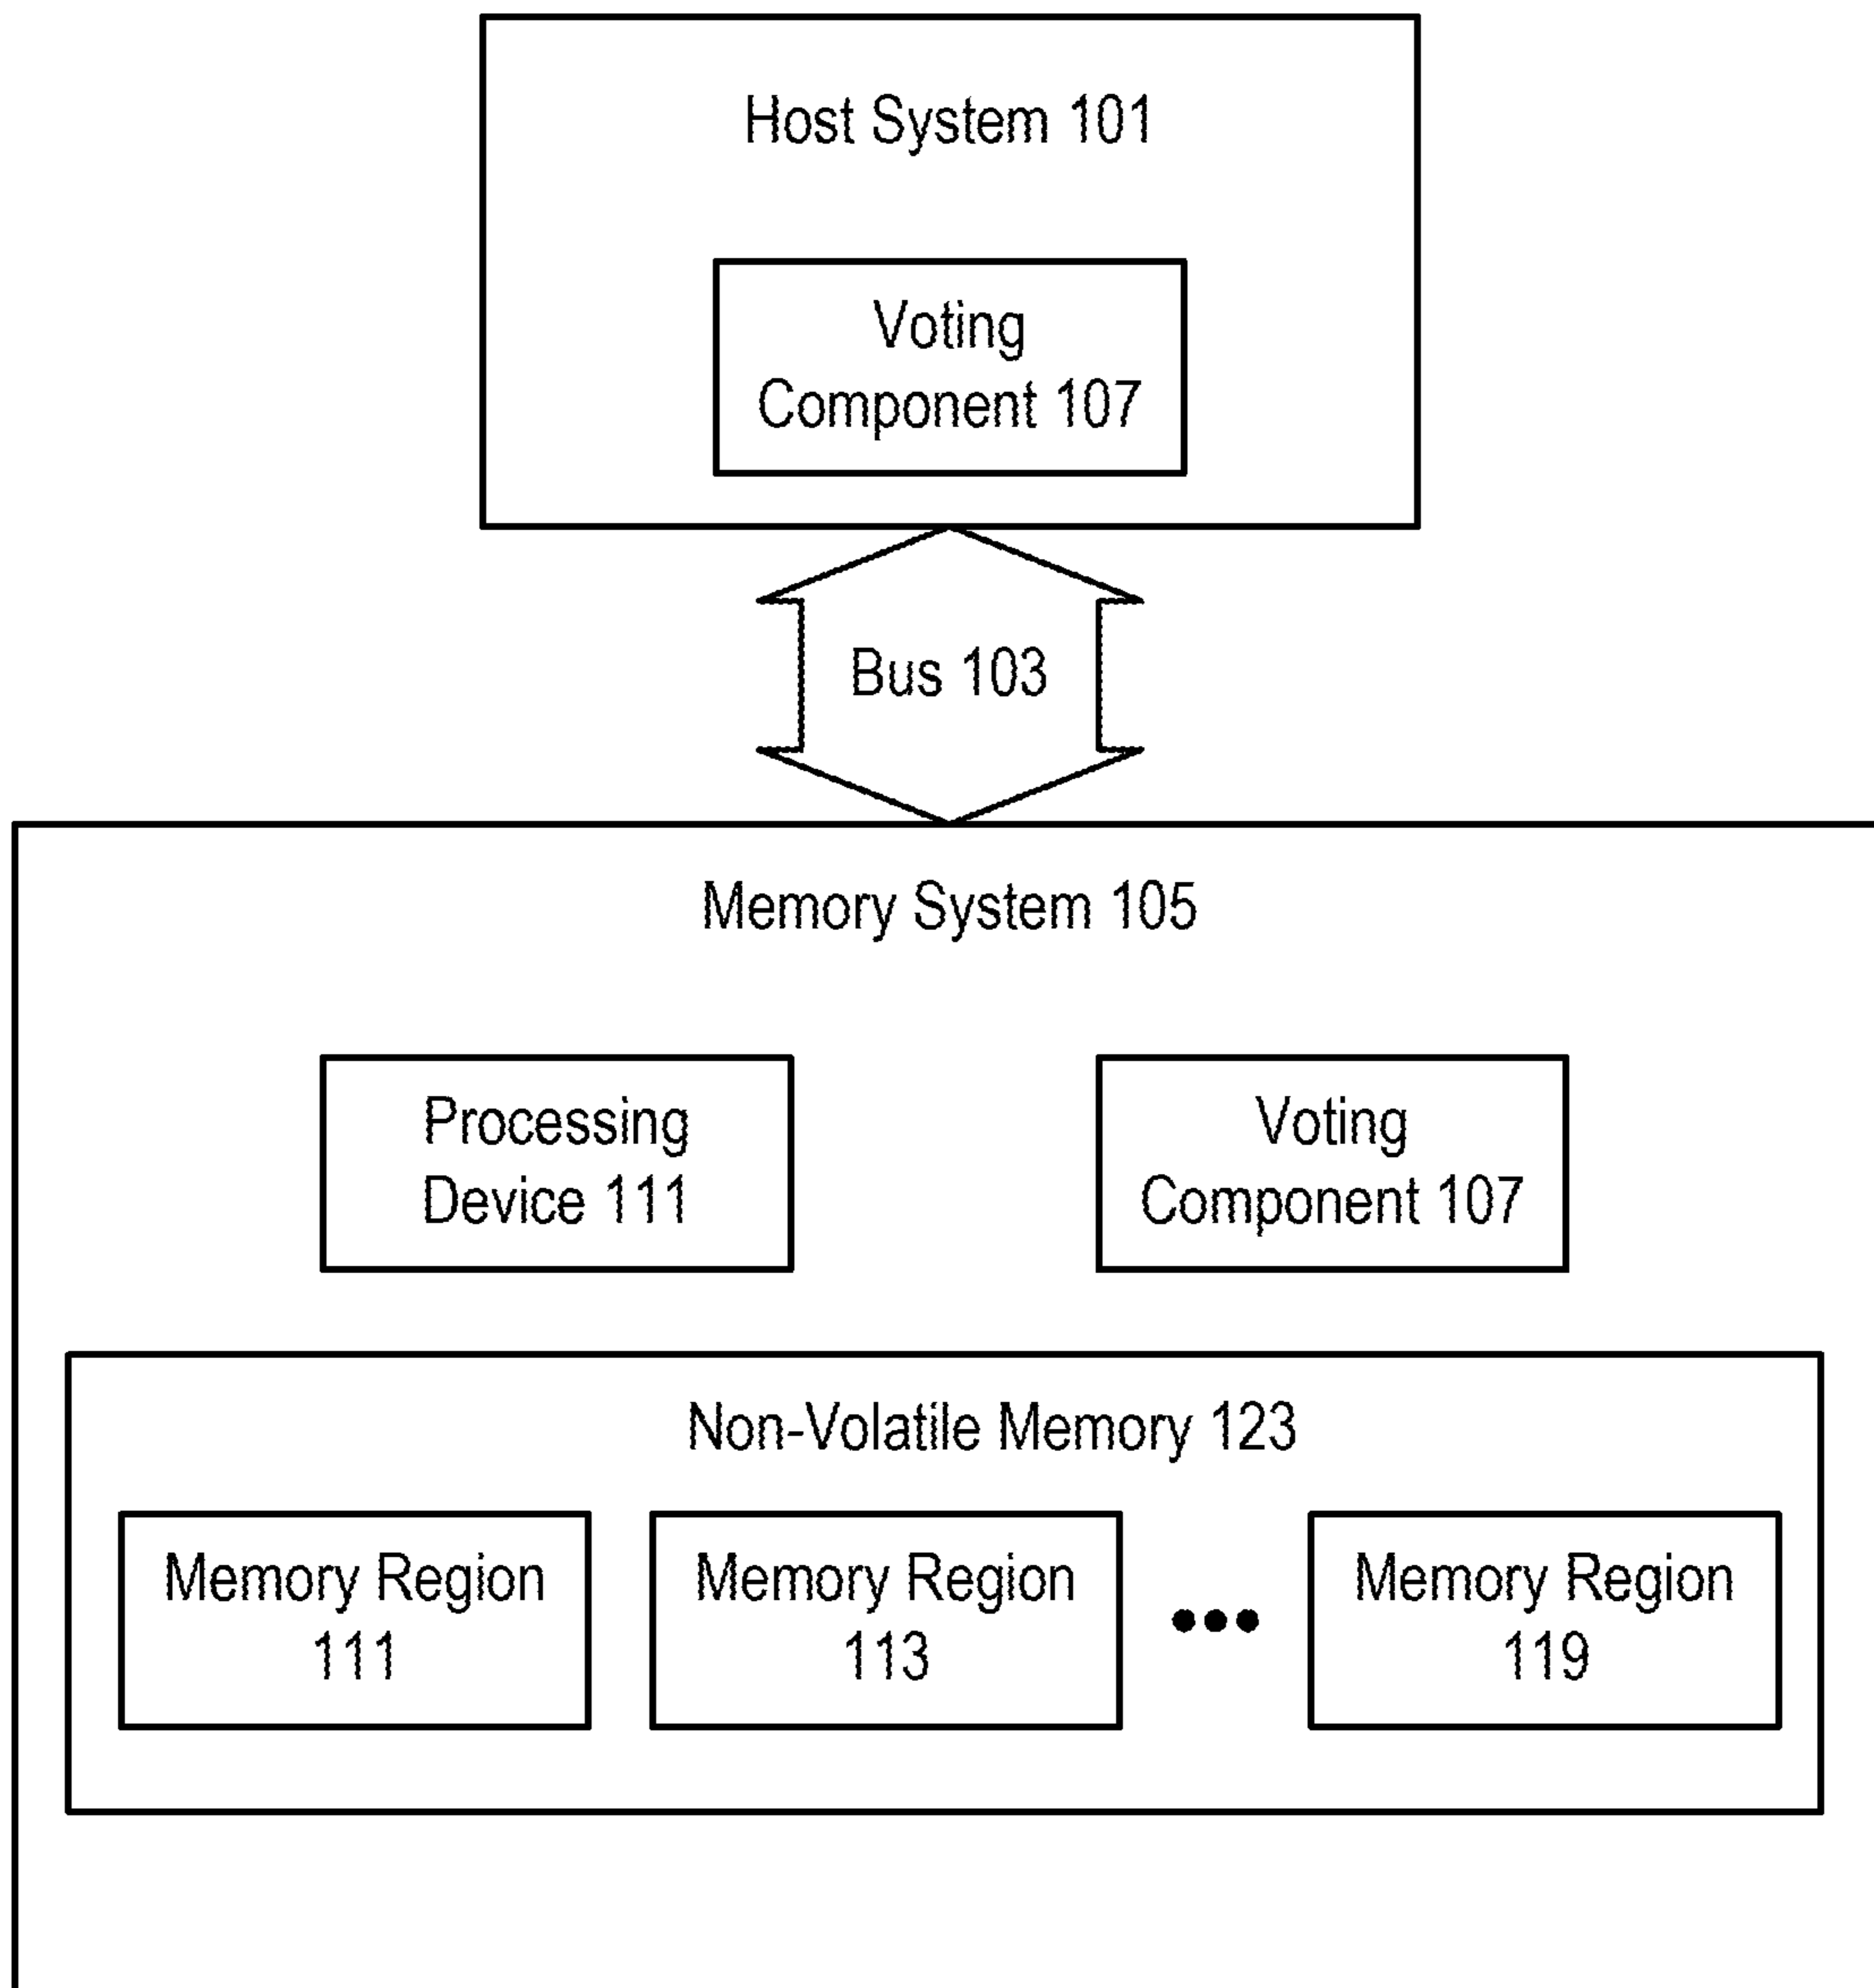 Host System 101
Voting
Component 107
Bus 103
Memory System 105
Processing
Device 111
Voting
Component 107
Non-Volatile Memory 123
Memory Region
111
Memory Region
113
Memory Region
119